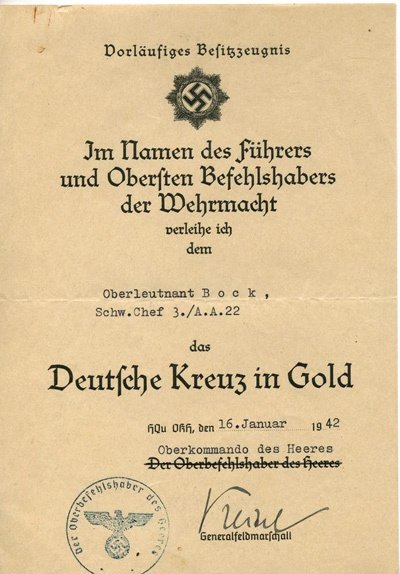 Vorläufiges Besitzzeugnis
Im Namen des Führers
und Obersten Befehlshabers
der Wehrmacht
verleihe ich
dem
Oberleutnant B o c k ,
Schw.Chef 3./A.A.22
das
Deutsche Kreuz in Gold
HQu OKH, den 16.Januar 1942
Oberkommando des Heeres
Der Oberbefehlshaber des Heeres
Generalfeldmarschall
Der Oberbefehlshaber des Heeres